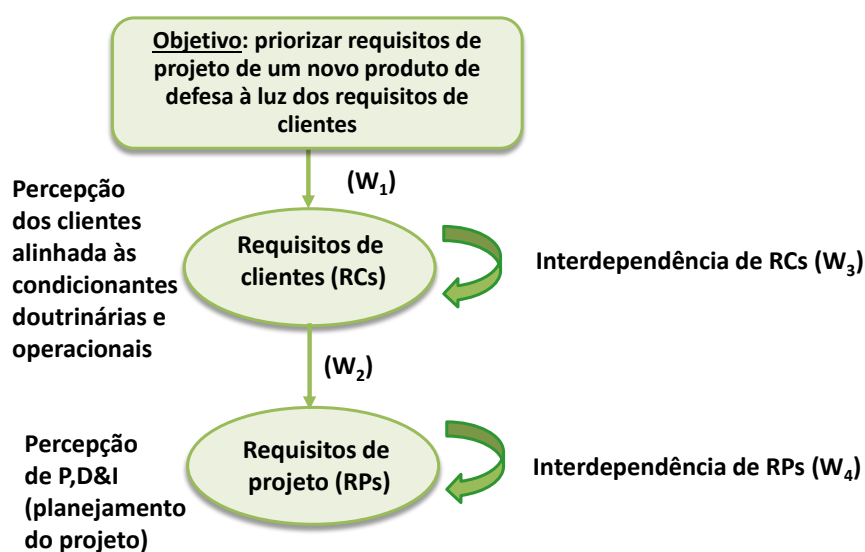 Objetivo: priorizar requisitos de
projeto de um novo produto de
defesa à luz dos requisitos de
clientes
(W1)
Percepção
dos clientes
alinhada às
condicionantes
doutrinárias e
operacionais
Requisitos de
clientes (RCs)
Interdependência de RCs (W3)
(W2)
Percepção
de P,D&I
(planejamento
do projeto)
Requisitos de
projeto (RPs)
Interdependência de RPs (W4)